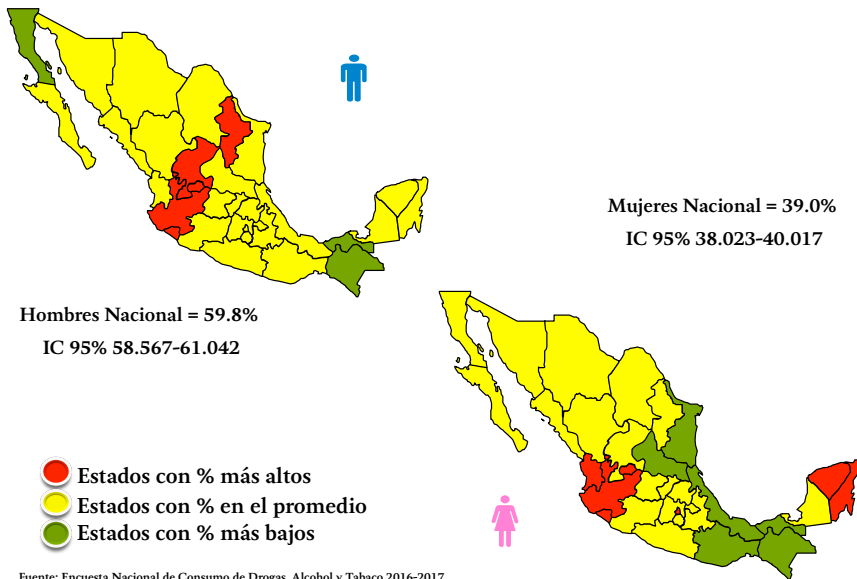 Mujeres Nacional = 39.0%
IC 95% 38.023-40.017
Hombres Nacional = 59.8%
IC 95% 58.567-61.042
Estados con % más altos
Estados con % en el promedio
Estados con % más bajos
Fuente: Encuesta Nacional de Consumo de Drogas, Alcohol y Tabaco 2016-2017